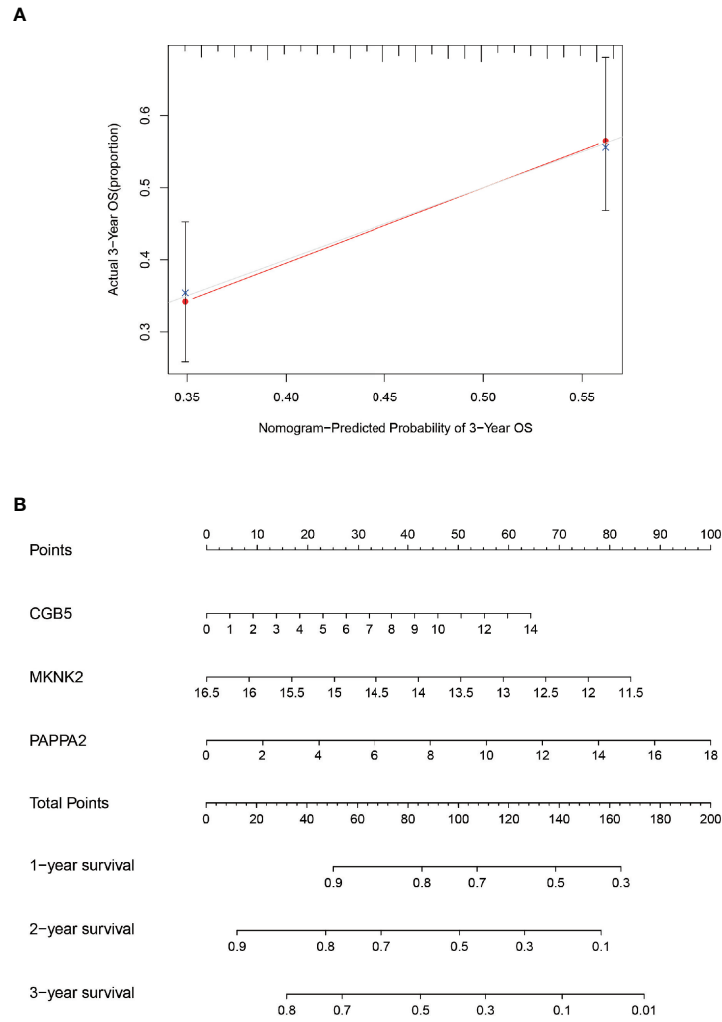 A
Actual 3−Year OS(proportion)
0.6
0.5
0.4
0.3
0.35 0.40 0.45 0.50 0.55
Nomogram−Predicted Probability of 3−Year OS
B
Points 0 10 20 30 40 50 60 70 80 90 100
CGB5 0 1 2 3 4 5 6 7 8 9 10 12 14
MKNK2 16.5 16 15.5 15 14.5 14 13.5 13 12.5 12 11.5
PAPPA2 0 2 4 6 8 10 12 14 16 18
Total Points 0 20 40 60 80 100 120 140 160 180 200
1−year survival 0.9 0.8 0.7 0.5 0.3
2−year survival 0.9 0.8 0.7 0.5 0.3 0.1
3−year survival 0.8 0.7 0.5 0.3 0.1 0.01